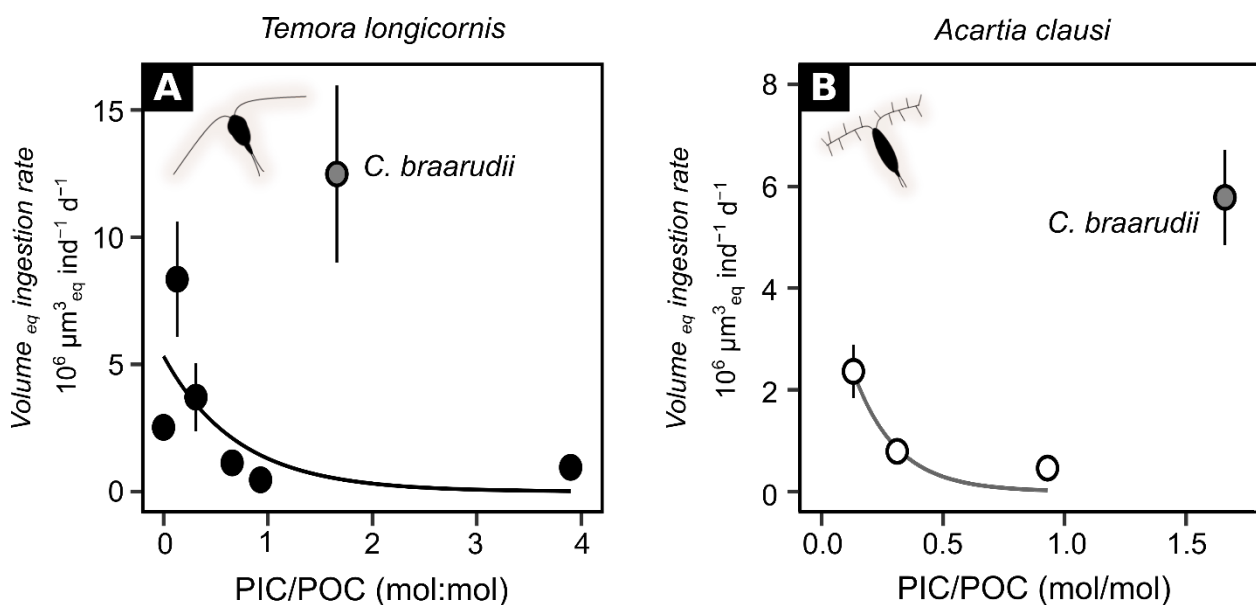 Temora longicornis
A
Volume eq ingestion rate
10⁶ µm³eq ind⁻¹ d⁻¹
15
10
5
0
C. braarudii
0 1 2 3 4
PIC/POC (mol:mol)
Acartia clausi
B
Volume eq ingestion rate
10⁶ µm³eq ind⁻¹ d⁻¹
8
6
4
2
0
C. braarudii
0.0 0.5 1.0 1.5
PIC/POC (mol/mol)